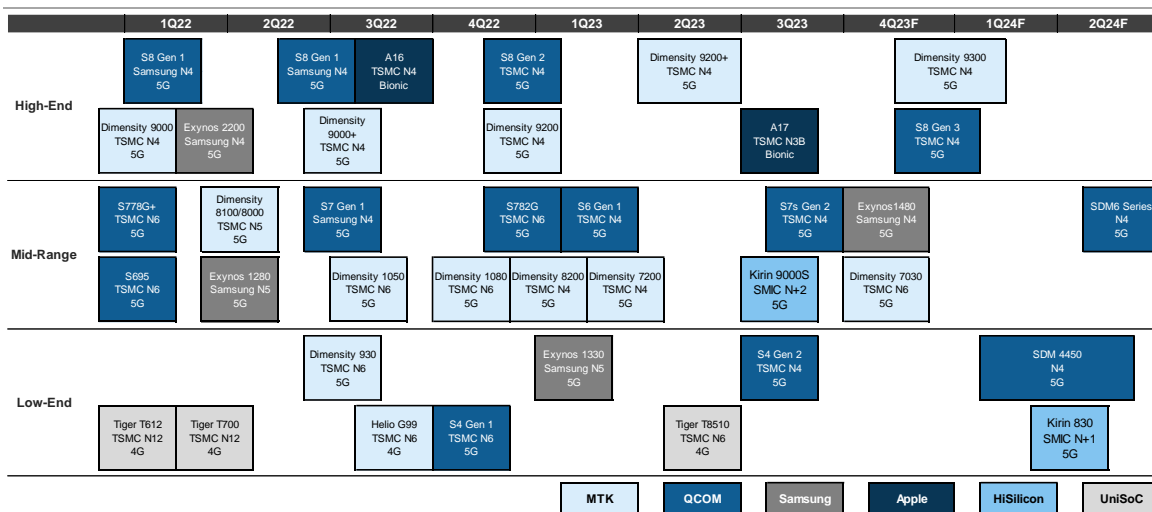 1Q22 2Q22 3Q22 4Q22 1Q23 2Q23 3Q23 4Q23F 1Q24F 2Q24F
High-End
S8 Gen 1
Samsung N4
5G
S8 Gen 1
Samsung N4
5G
A16
TSMC N4
Bionic
S8 Gen 2
TSMC N4
5G
Dimensity 9200+
TSMC N4
5G
Dimensity 9300
TSMC N4
5G
Dimensity 9000
TSMC N4
5G
Exynos 2200
Samsung N4
5G
Dimensity
9000+
TSMC N4
5G
Dimensity 9200
TSMC N4
5G
A17
TSMC N3B
Bionic
S8 Gen 3
TSMC N4
5G
Mid-Range
S778G+
TSMC N6
5G
Dimensity
8100/8000
TSMC N5
5G
S7 Gen 1
Samsung N4
5G
S782G
TSMC N6
5G
S6 Gen 1
TSMC N4
5G
S7s Gen 2
TSMC N4
5G
Exynos1480
Samsung N4
5G
SDM6 Series
N4
5G
S695
TSMC N6
5G
Exynos 1280
Samsung N5
5G
Dimensity 1050
TSMC N6
5G
Dimensity 1080
TSMC N6
5G
Dimensity 8200
TSMC N4
5G
Dimensity 7200
TSMC N4
5G
Kirin 9000S
SMIC N+2
5G
Dimensity 7030
TSMC N6
5G
Low-End
Dimensity 930
TSMC N6
5G
Exynos 1330
Samsung N5
5G
S4 Gen 2
TSMC N4
5G
SDM 4450
N4
5G
Tiger T612
TSMC N12
4G
Tiger T700
TSMC N12
4G
Helio G99
TSMC N6
4G
S4 Gen 1
TSMC N6
5G
Tiger T8510
TSMC N6
4G
Kirin 830
SMIC N+1
5G
MTK QCOM Samsung Apple HiSilicon UniSoC